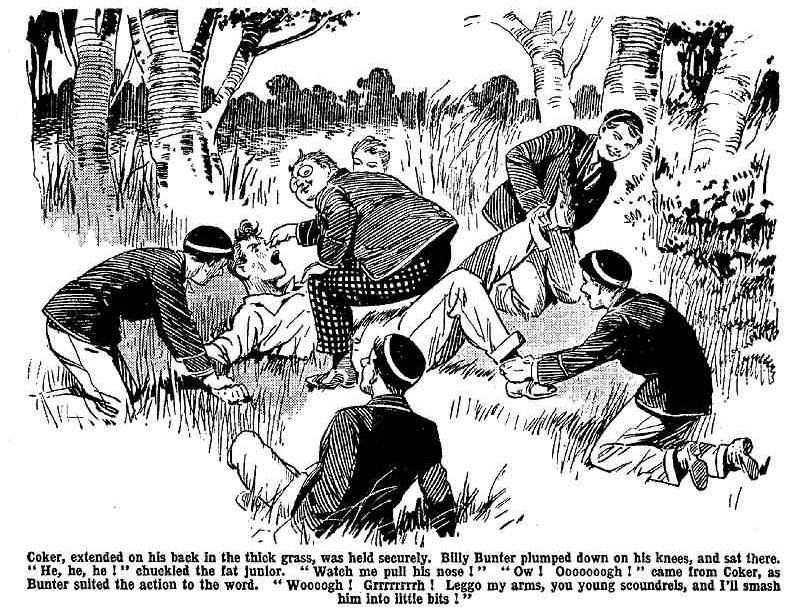 Coker, extended on his back in the thick grass, was held securely. Billy Bunter plumped down on his knees, and sat there.
"He, he, he!" chuckled the fat junior. "Watch me pull his nose!" "Ow! Ooooooogh!" came from Coker, as
Bunter suited the action to the word. "Woooogh! Grrrrrrrh! Leggo my arms, you young scoundrels, and I'll smash
him into little bits!"